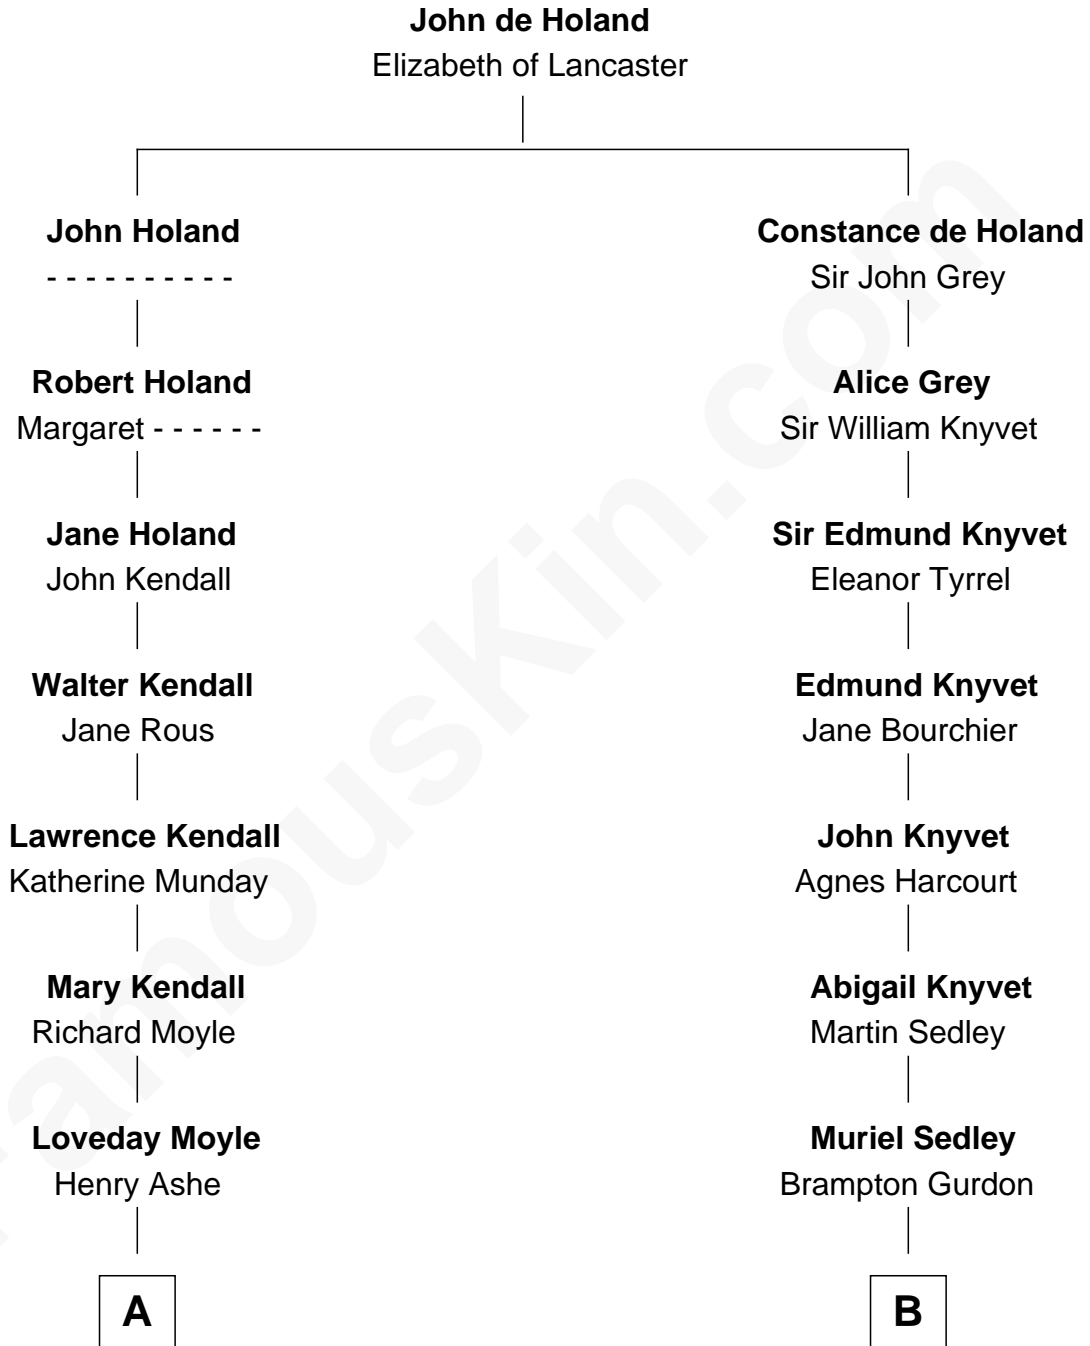 John de Holand
Elizabeth of Lancaster
John Holand
- - - - - - - - - -
Constance de Holand
Sir John Grey
Robert Holand
Margaret - - - - - -
Alice Grey
Sir William Knyvet
Jane Holand
John Kendall
Sir Edmund Knyvet
Eleanor Tyrrel
Walter Kendall
Jane Rous
Edmund Knyvet
Jane Bourchier
Lawrence Kendall
Katherine Munday
John Knyvet
Agnes Harcourt
Mary Kendall
Richard Moyle
Abigail Knyvet
Martin Sedley
Loveday Moyle
Henry Ashe
Muriel Sedley
Brampton Gurdon
A
B
FamousKin.com